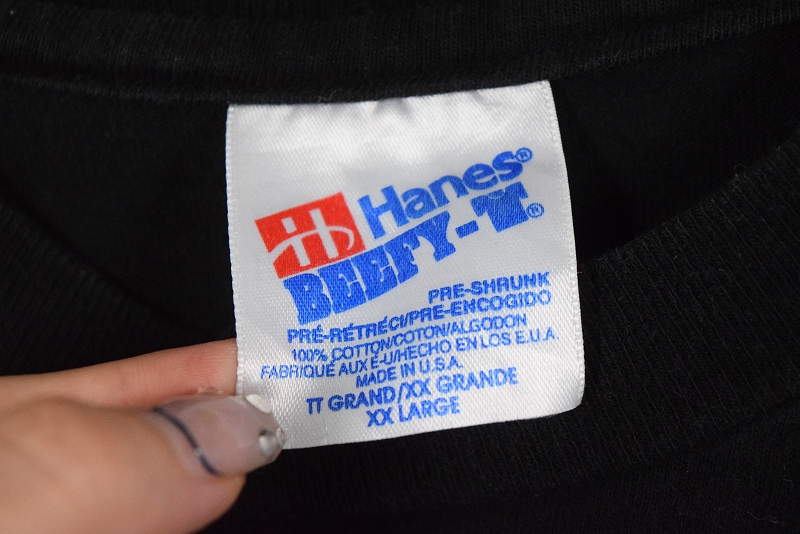 H Hanes®
BEEFY-T®
PRE-SHRUNK
PRÉ-RÉTRÉCI/PRE-ENCOGIDO
100% COTTON/COTON/ALGODON
FABRIQUÉ AUX É-U/HECHO EN LOS E.U.A.
MADE IN U.S.A.
TT GRAND/XX GRANDE
XX LARGE